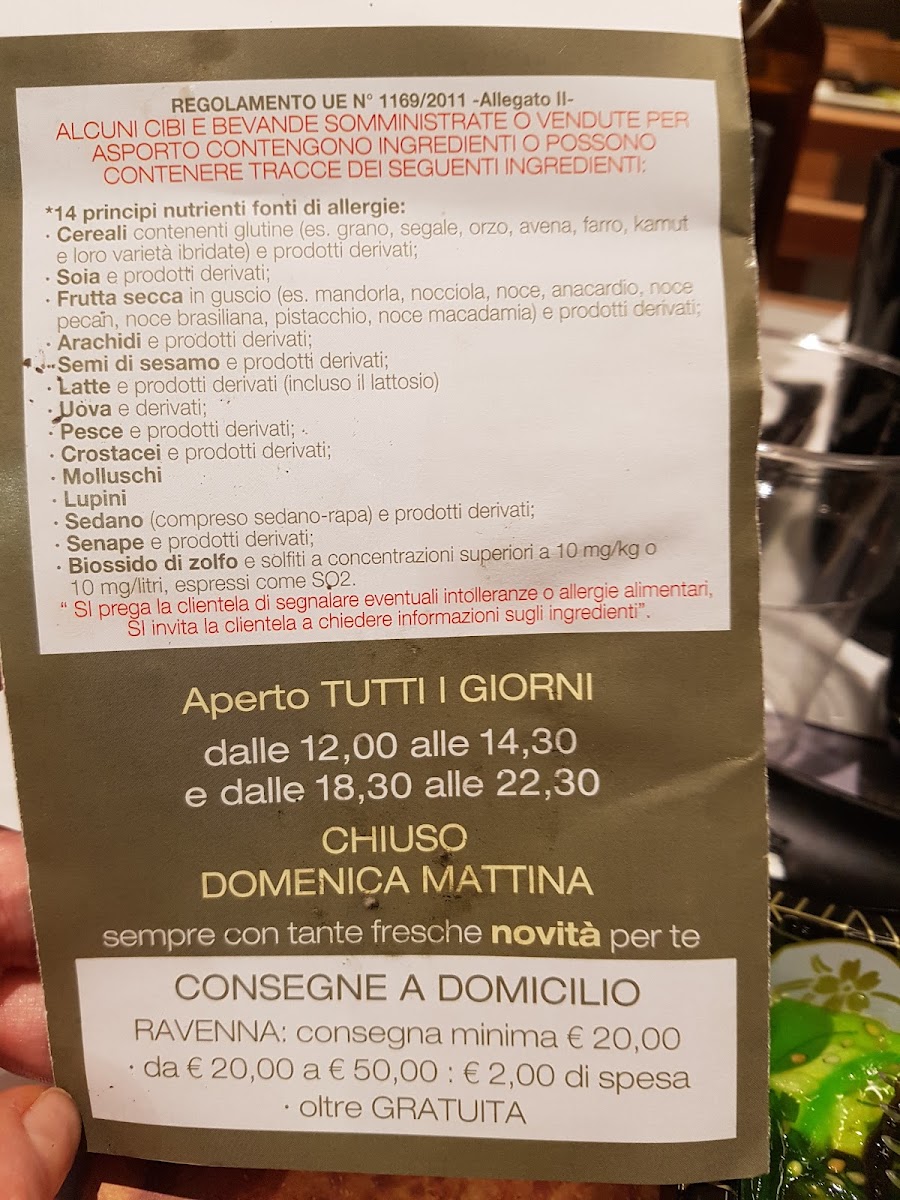 REGOLAMENTO UE N° 1169/2011 -Allegato II-
ALCUNI CIBI E BEVANDE SOMMINISTRATE O VENDUTE PER
ASPORTO CONTENGONO INGREDIENTI O POSSONO
CONTENERE TRACCE DEI SEGUENTI INGREDIENTI:
*14 principi nutrienti fonti di allergie:
· Cereali contenenti glutine (es. grano, segale, orzo, avena, farro, kamut
e loro varietà ibridate) e prodotti derivati;
· Soia e prodotti derivati;
· Frutta secca in guscio (es. mandorla, nocciola, noce, anacardio, noce
pecan, noce brasiliana, pistacchio, noce macadamia) e prodotti derivati;
· Arachidi e prodotti derivati;
· Semi di sesamo e prodotti derivati;
· Latte e prodotti derivati (incluso il lattosio)
· Uova e derivati;
· Pesce e prodotti derivati;
· Crostacei e prodotti derivati;
· Molluschi
· Lupini
· Sedano (compreso sedano-rapa) e prodotti derivati;
· Senape e prodotti derivati;
· Biossido di zolfo e solfiti a concentrazioni superiori a 10 mg/kg o
10 mg/litri, espressi come SO2.
“ SI prega la clientela di segnalare eventuali intolleranze o allergie alimentari,
SI invita la clientela a chiedere informazioni sugli ingredienti”.
Aperto TUTTI I GIORNI
dalle 12,00 alle 14,30
e dalle 18,30 alle 22,30
CHIUSO
DOMENICA MATTINA
sempre con tante fresche novità per te
CONSEGNE A DOMICILIO
RAVENNA: consegna minima € 20,00
· da € 20,00 a € 50,00 : € 2,00 di spesa
· oltre GRATUITA